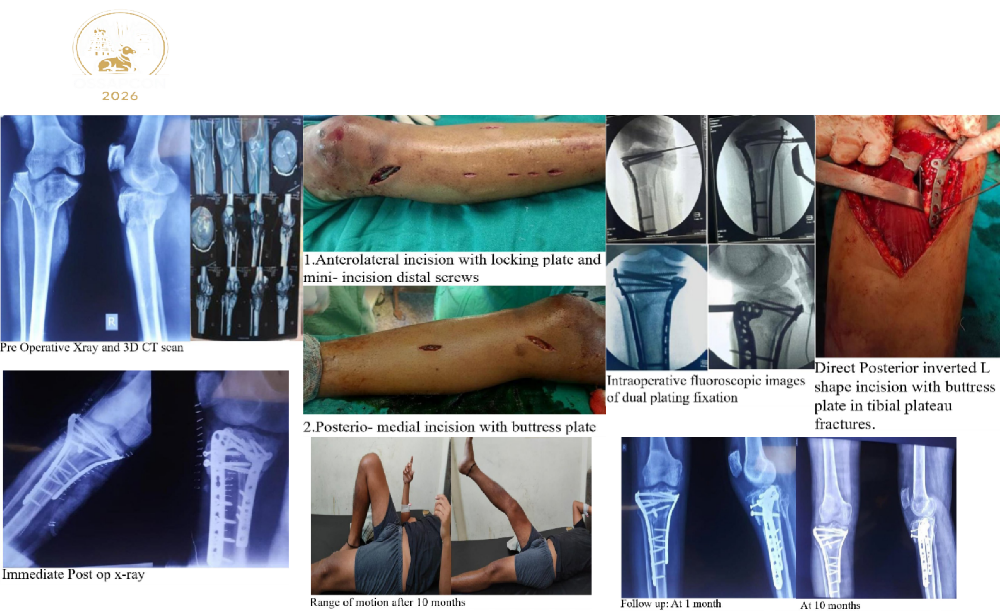 OSSAPCON
2026
R
Pre Operative Xray and 3D CT scan
1.Anterolateral incision with locking plate and
mini- incision distal screws
2.Posterio- medial incision with buttress plate
Intraoperative fluoroscopic images
of dual plating fixation
Direct Posterior inverted L
shape incision with buttress
plate in tibial plateau
fractures.
Immediate Post op x-ray
Range of motion after 10 months
Follow up: At 1 month
At 10 months